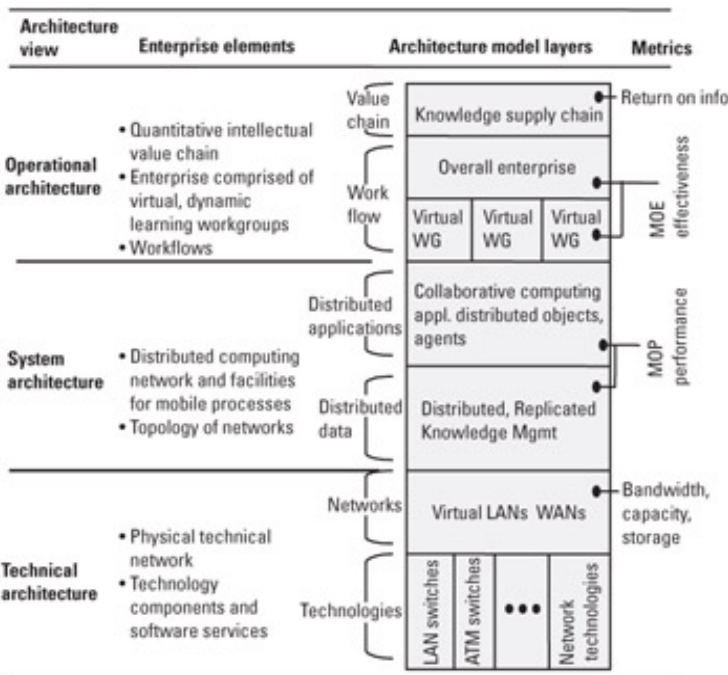 Architecture
view
Enterprise elements
Architecture model layers
Metrics
Operational
architecture
• Quantitative intellectual
value chain
• Enterprise comprised of
virtual, dynamic
learning workgroups
• Workflows
Value
chain
Knowledge supply chain
Return on info
Work
flow
Overall enterprise
Virtual
WG
Virtual
WG
Virtual
WG
MOE
effectiveness
System
architecture
• Distributed computing
network and facilities
for mobile processes
• Topology of networks
Distributed
applications
Collaborative computing
appl. distributed objects,
agents
MOP
performance
Distributed
data
Distributed, Replicated
Knowledge Mgmt
Technical
architecture
• Physical technical
network
• Technology
components and
software services
Networks
Virtual LANs WANs
Bandwidth,
capacity,
storage
Technologies
LAN switches
ATM switches
•••
Network
technologies